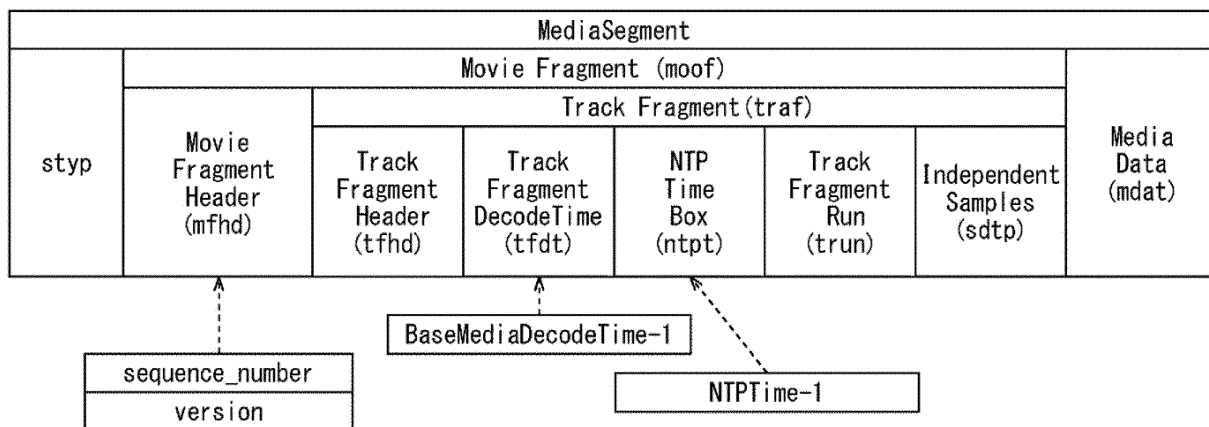 MediaSegment
styp
Movie Fragment (moof)
Movie
Fragment
Header
(mfhd)
Track Fragment(traf)
Track
Fragment
Header
(tfhd)
Track
Fragment
DecodeTime
(tfdt)
NTP
Time
Box
(ntpt)
Track
Fragment
Run
(trun)
Independent
Samples
(sdtp)
Media
Data
(mdat)
sequence_number
version
BaseMediaDecodeTime-1
NTPTime-1